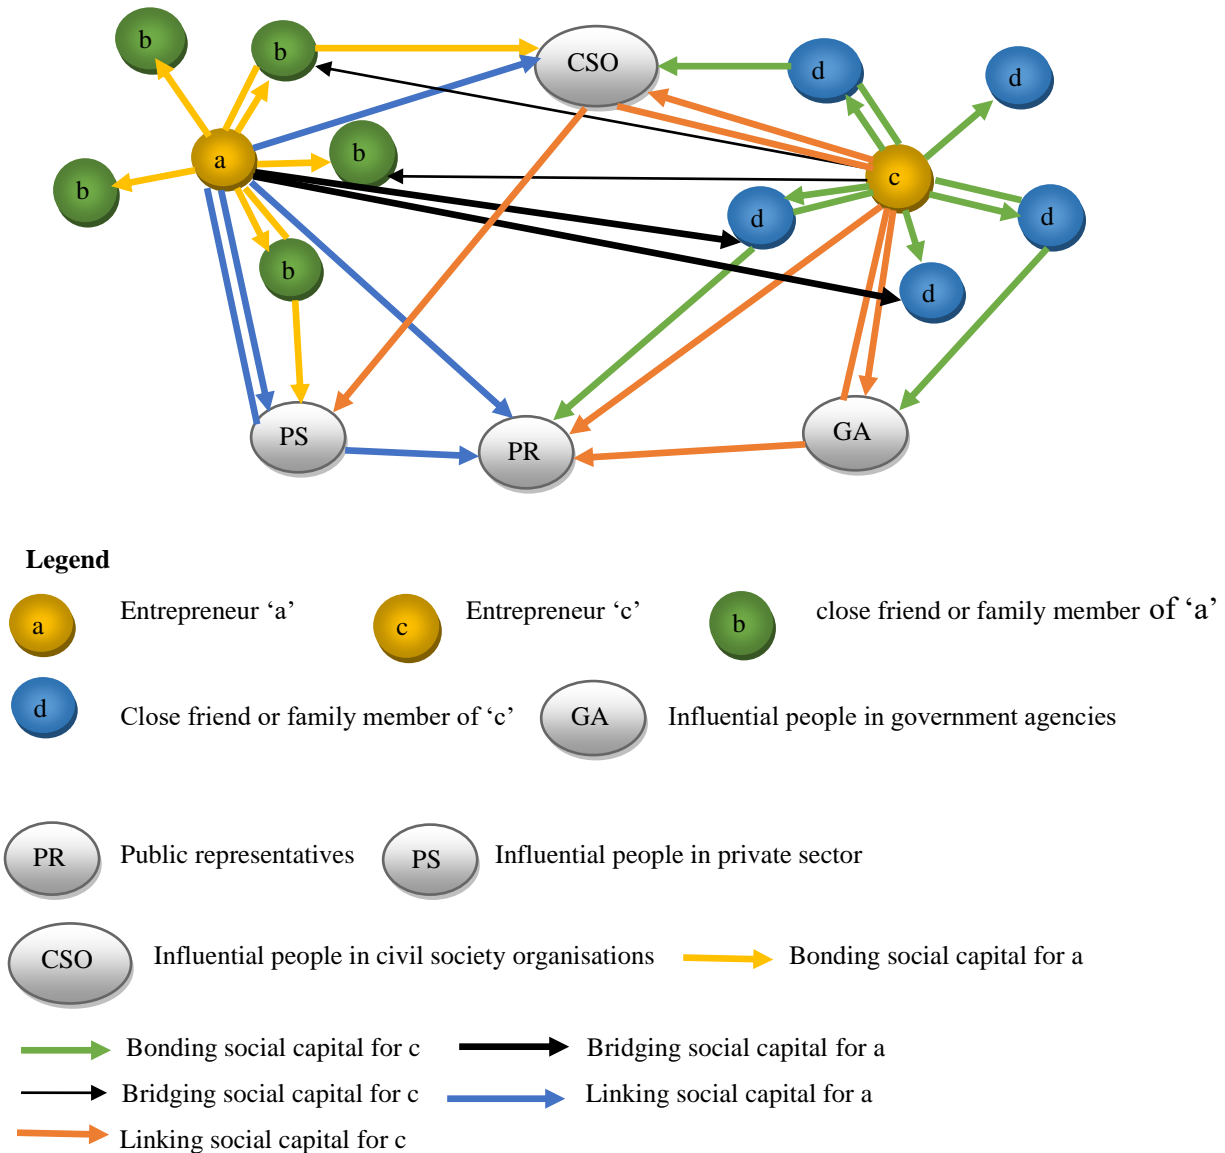 b
b
CSO
d
d
b
a
c
b
d
d
b
d
PS
PR
GA
Legend
a Entrepreneur ‘a’ c Entrepreneur ‘c’ b close friend or family member of ‘a’
d Close friend or family member of ‘c’ GA Influential people in government agencies
PR Public representatives PS Influential people in private sector
CSO Influential people in civil society organisations Bonding social capital for a
Bonding social capital for c Bridging social capital for a
Bridging social capital for c Linking social capital for a
Linking social capital for c